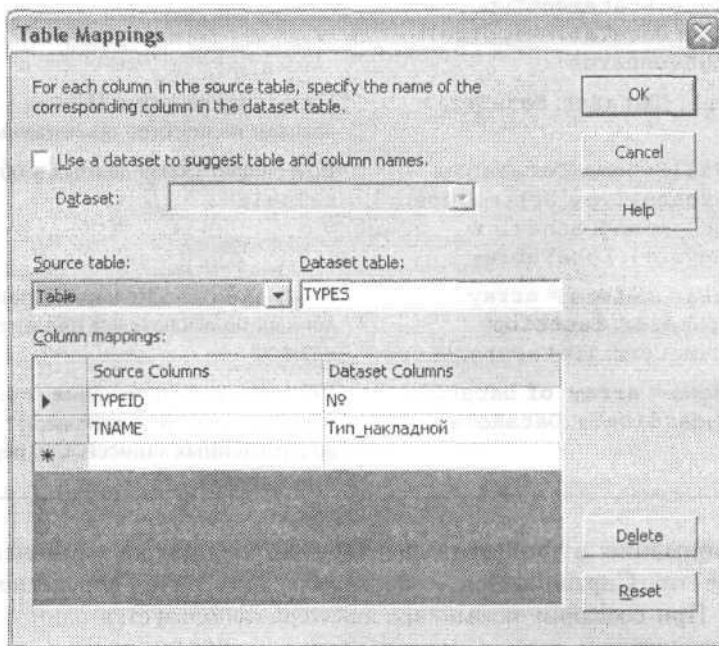 Table Mappings
For each column in the source table, specify the name of the
corresponding column in the dataset table.
OK
Use a dataset to suggest table and column names.
Cancel
Dataset:
Help
Source table:
Dataset table:
Table
TYPES
Column mappings:
Source Columns
Dataset Columns
TYPEID
№
TNAME
Тип_накладной
*
Delete
Reset